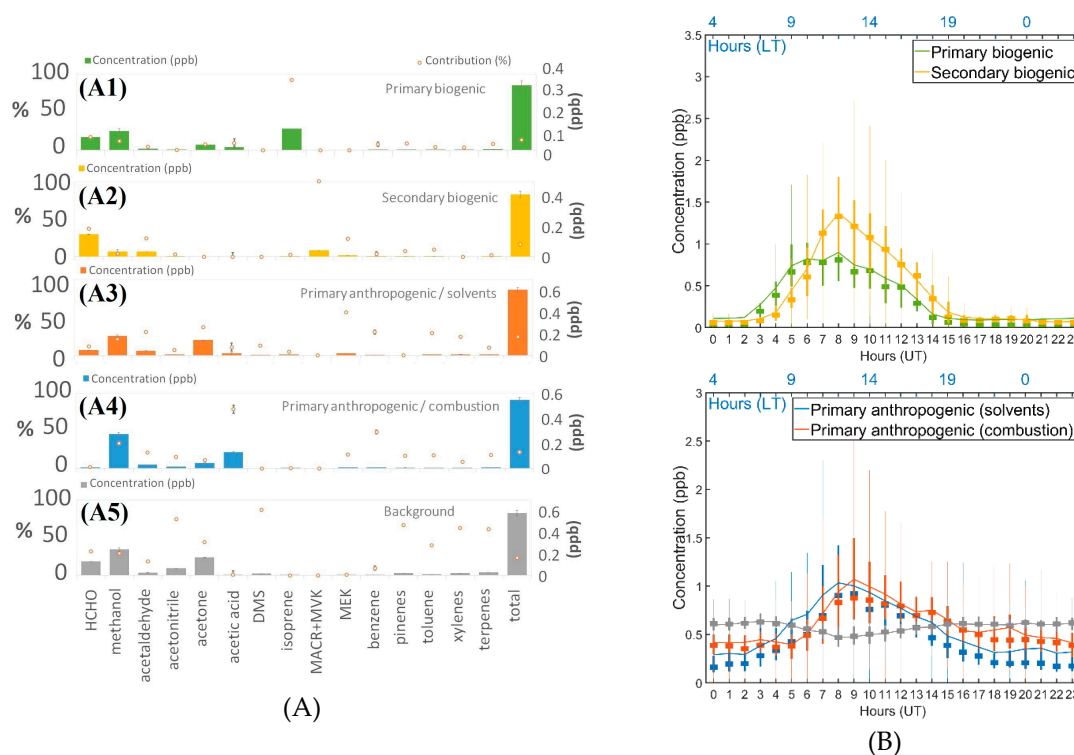 Concentration (ppb) Contribution (%)
100 (A1) Primary biogenic 0.4
% 50 0.3
0.2
0.1
0 0
(ppb)
Concentration (ppb)
100 (A2) Secondary biogenic
% 50 0.4
0.2
0 0
(ppb)
Concentration (ppb)
100 (A3) Primary anthropogenic / solvents
% 50 0.6
0.4
0.2
0 0
(ppb)
Concentration (ppb)
100 (A4) Primary anthropogenic / combustion 0.6
% 50 0.4
0.2
0 0
(ppb)
Concentration (ppb)
100 (A5) Background
% 50 0.6
0.4
0.2
0 0
(ppb)
HCHO methanol acetaldehyde acetonitrile acetone acetic acid DMS isoprene MACR+MVK MEK benzene pinenes toluene xylenes terpenes total
(A)
4 9 14 19 0
Hours (LT)
Primary biogenic
Secondary biogenic
3.5
3
2.5
2
1.5
1
0.5
0
Concentration (ppb)
0 1 2 3 4 5 6 7 8 9 10 11 12 13 14 15 16 17 18 19 20 21 22 23
Hours (UT)
4 9 14 19 0
Hours (LT)
Primary anthropogenic (solvents)
Primary anthropogenic (combustion)
3
2.5
2
1.5
1
0.5
0
Concentration (ppb)
0 1 2 3 4 5 6 7 8 9 10 11 12 13 14 15 16 17 18 19 20 21 22 23
Hours (UT)
(B)